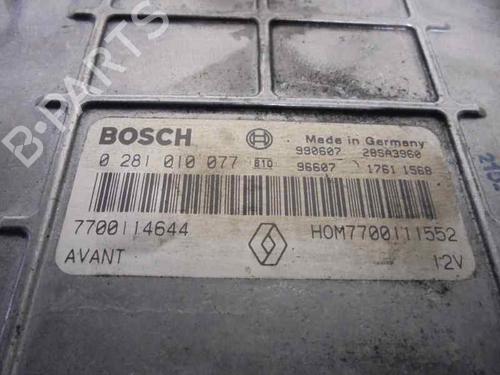 B-PARTS
BOSCH Made in Germany
0 281 010 077 810 990607 28SA3960
96607 1761 1568
7700114644 HOM7700111552
AVANT 12V